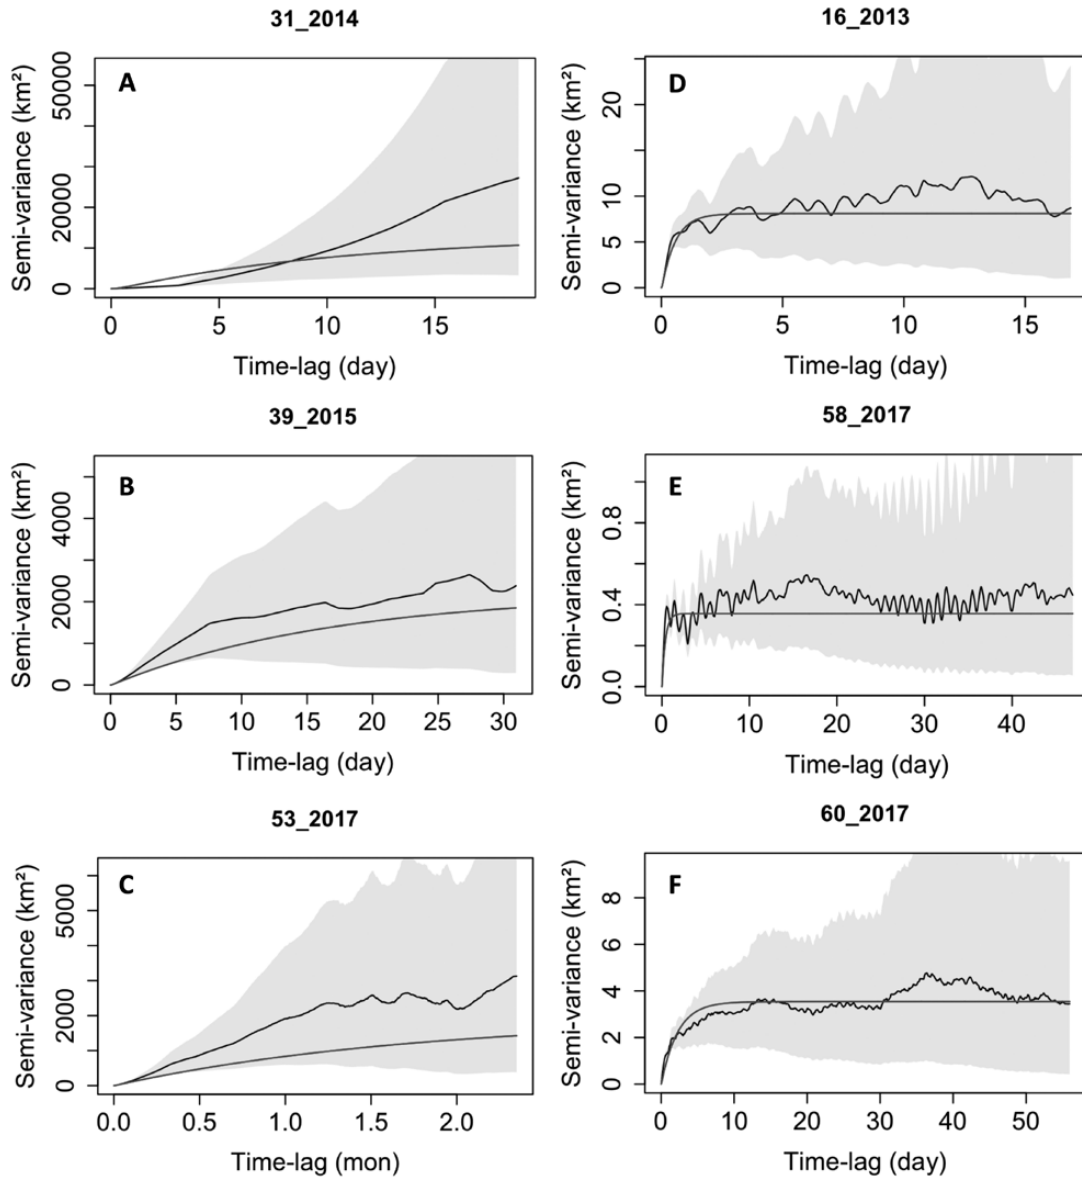 31_2014
A
Semi-variance (km²)
50000
20000
0
0 5 10 15
Time-lag (day)
16_2013
D
Semi-variance (km²)
20
10
5
0
0 5 10 15
Time-lag (day)
39_2015
B
Semi-variance (km²)
4000
2000
0
0 5 10 15 20 25 30
Time-lag (day)
58_2017
E
Semi-variance (km²)
0.8
0.4
0.0
0 10 20 30 40
Time-lag (day)
53_2017
C
Semi-variance (km²)
5000
2000
0
0.0 0.5 1.0 1.5 2.0
Time-lag (mon)
60_2017
F
Semi-variance (km²)
8
6
4
2
0
0 10 20 30 40 50
Time-lag (day)